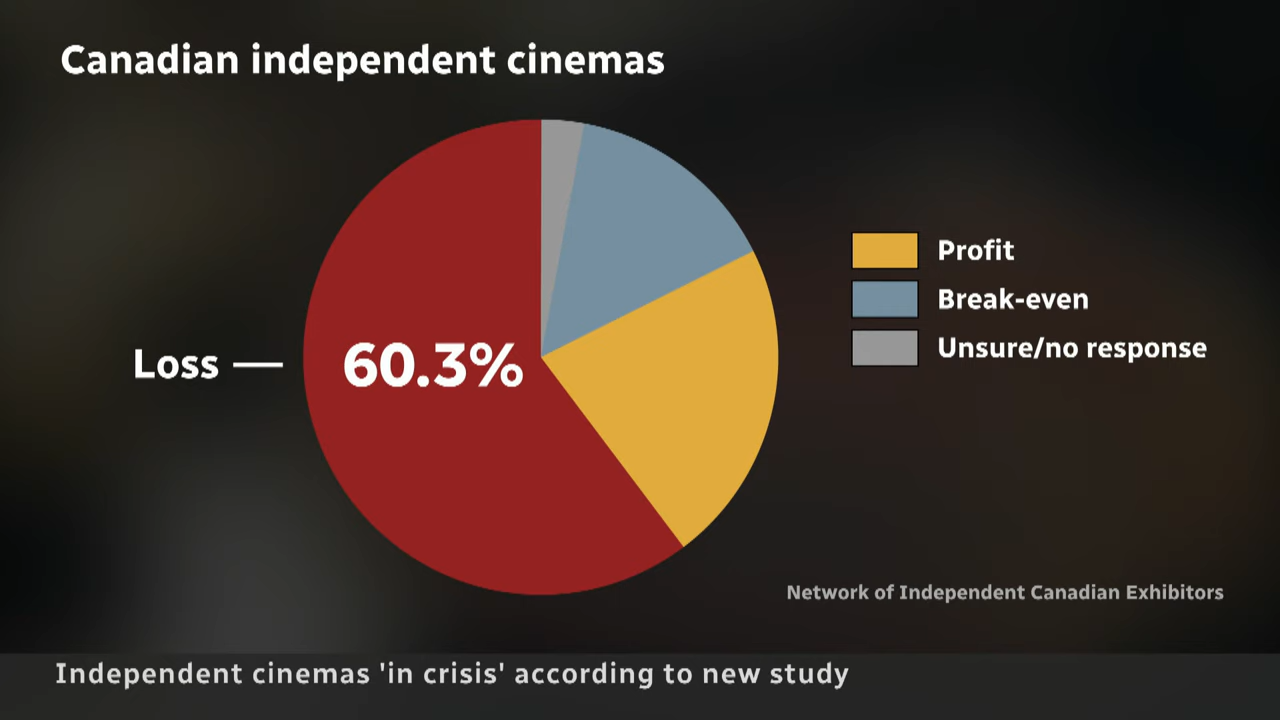 Canadian independent cinemas
Loss
60.3%
Profit
Break-even
Unsure/no response
Network of Independent Canadian Exhibitors
Independent cinemas 'in crisis' according to new study